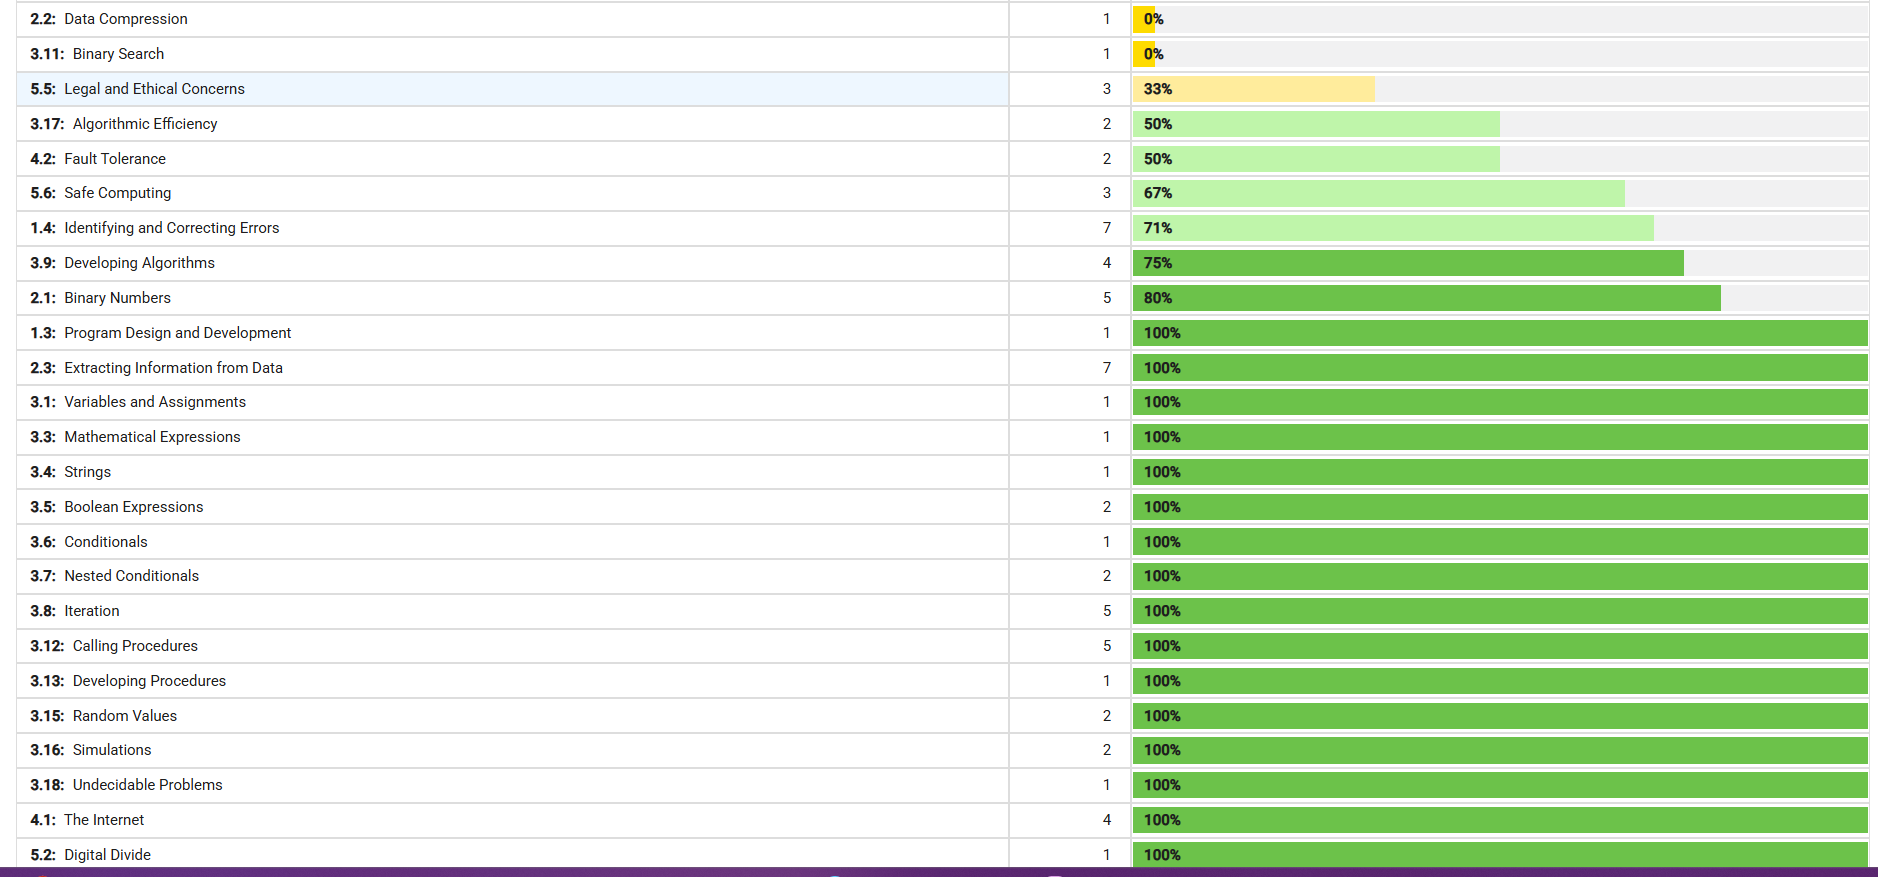 2.2: Data Compression 1 0%
3.11: Binary Search 1 0%
5.5: Legal and Ethical Concerns 3 33%
3.17: Algorithmic Efficiency 2 50%
4.2: Fault Tolerance 2 50%
5.6: Safe Computing 3 67%
1.4: Identifying and Correcting Errors 7 71%
3.9: Developing Algorithms 4 75%
2.1: Binary Numbers 5 80%
1.3: Program Design and Development 1 100%
2.3: Extracting Information from Data 7 100%
3.1: Variables and Assignments 1 100%
3.3: Mathematical Expressions 1 100%
3.4: Strings 1 100%
3.5: Boolean Expressions 2 100%
3.6: Conditionals 1 100%
3.7: Nested Conditionals 2 100%
3.8: Iteration 5 100%
3.12: Calling Procedures 5 100%
3.13: Developing Procedures 1 100%
3.15: Random Values 2 100%
3.16: Simulations 2 100%
3.18: Undecidable Problems 1 100%
4.1: The Internet 4 100%
5.2: Digital Divide 1 100%